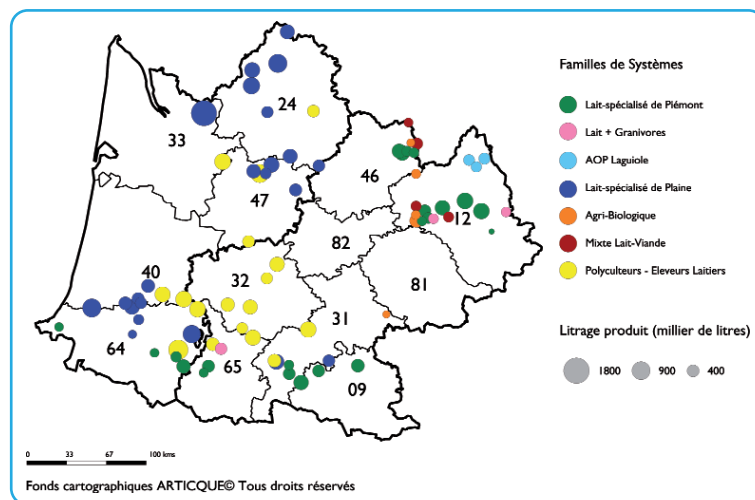 24
33
46
47
12
82
40
32
81
31
64
65
09
0 33 67 100 kms
Fonds cartographiques ARTICQUE© Tous droits réservés
Familles de Systèmes
Lait-spécialisé de Piémont
Lait + Granivores
AOP Laguiole
Lait-spécialisé de Plaine
Agri-Biologique
Mixte Lait-Viande
Polyculteurs - Eleveurs Laitiers
Litrage produit (millier de litres)
1800 900 400